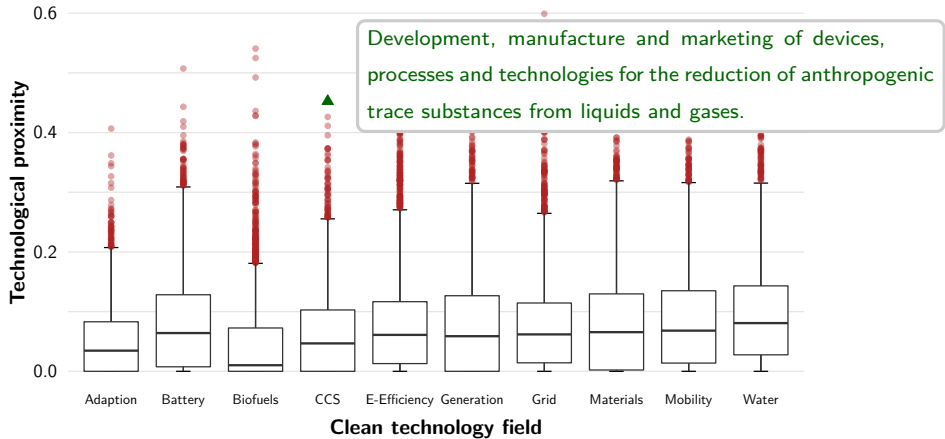 0.6
Development, manufacture and marketing of devices,
processes and technologies for the reduction of anthropogenic
trace substances from liquids and gases.
0.4
0.2
0.0
Technological proximity
Adaption Battery Biofuels CCS E-Efficiency Generation Grid Materials Mobility Water
Clean technology field